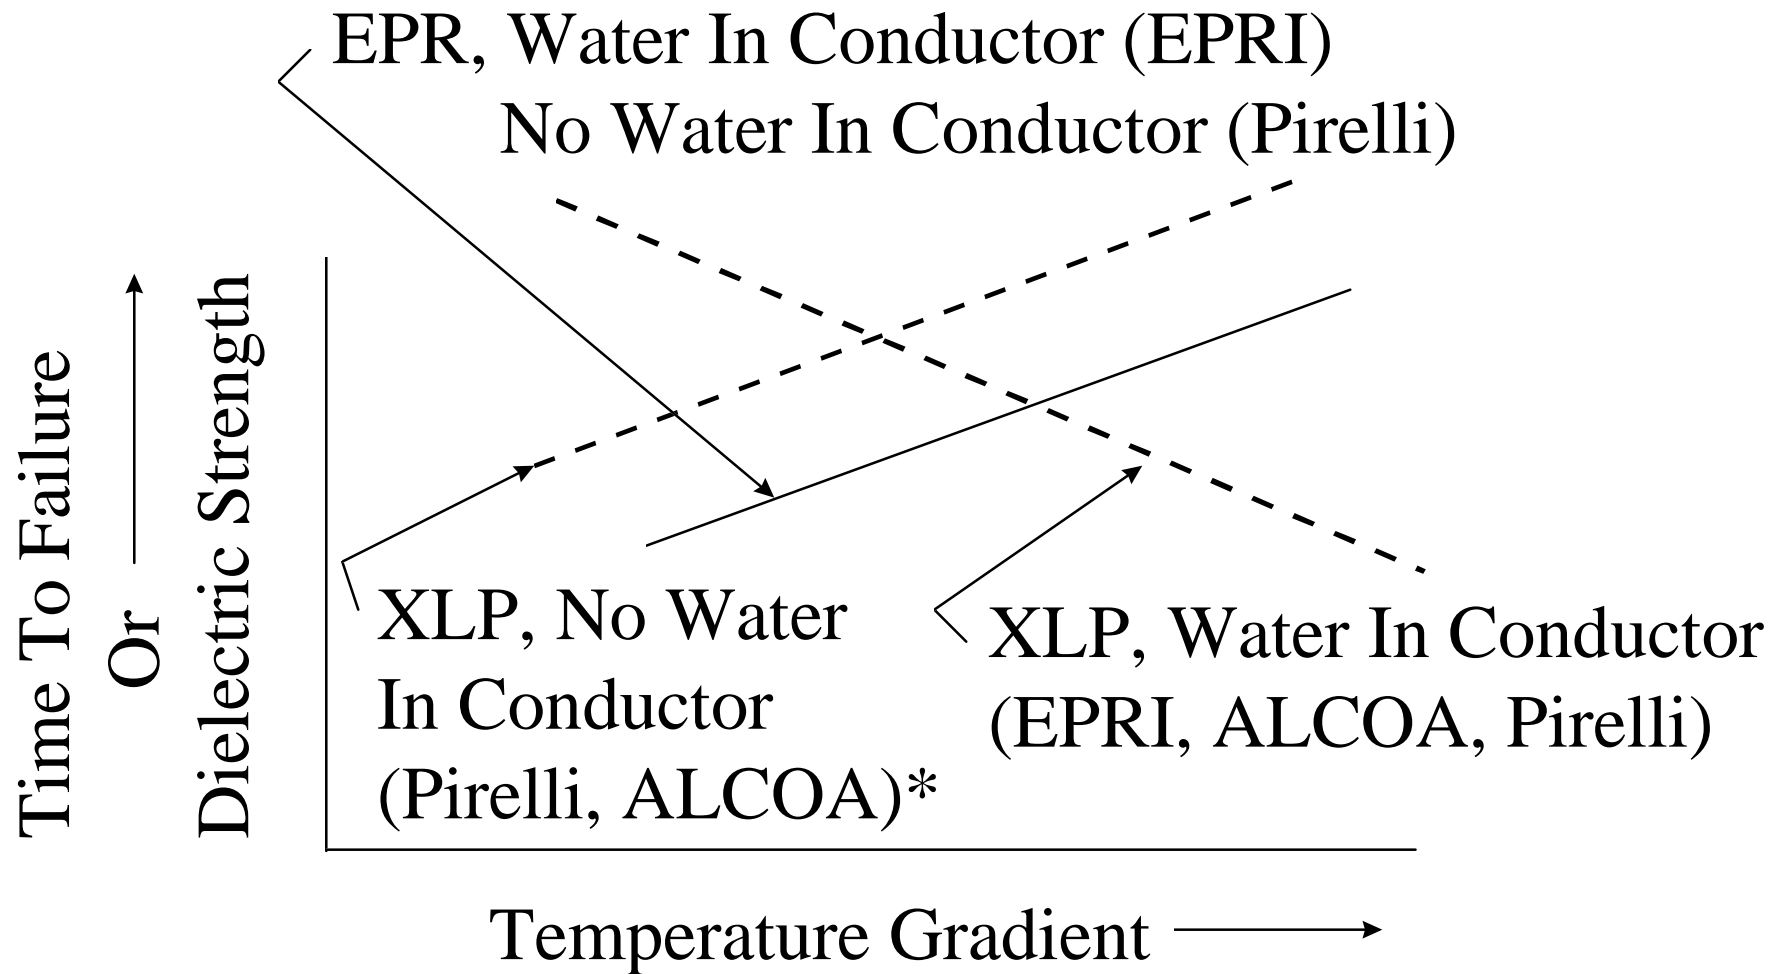 EPR, Water In Conductor (EPRI)
No Water In Conductor (Pirelli)
Time To Failure
Or
Dielectric Strength
XLP, No Water
In Conductor
(Pirelli, ALCOA)*
XLP, Water In Conductor
(EPRI, ALCOA, Pirelli)
Temperature Gradient